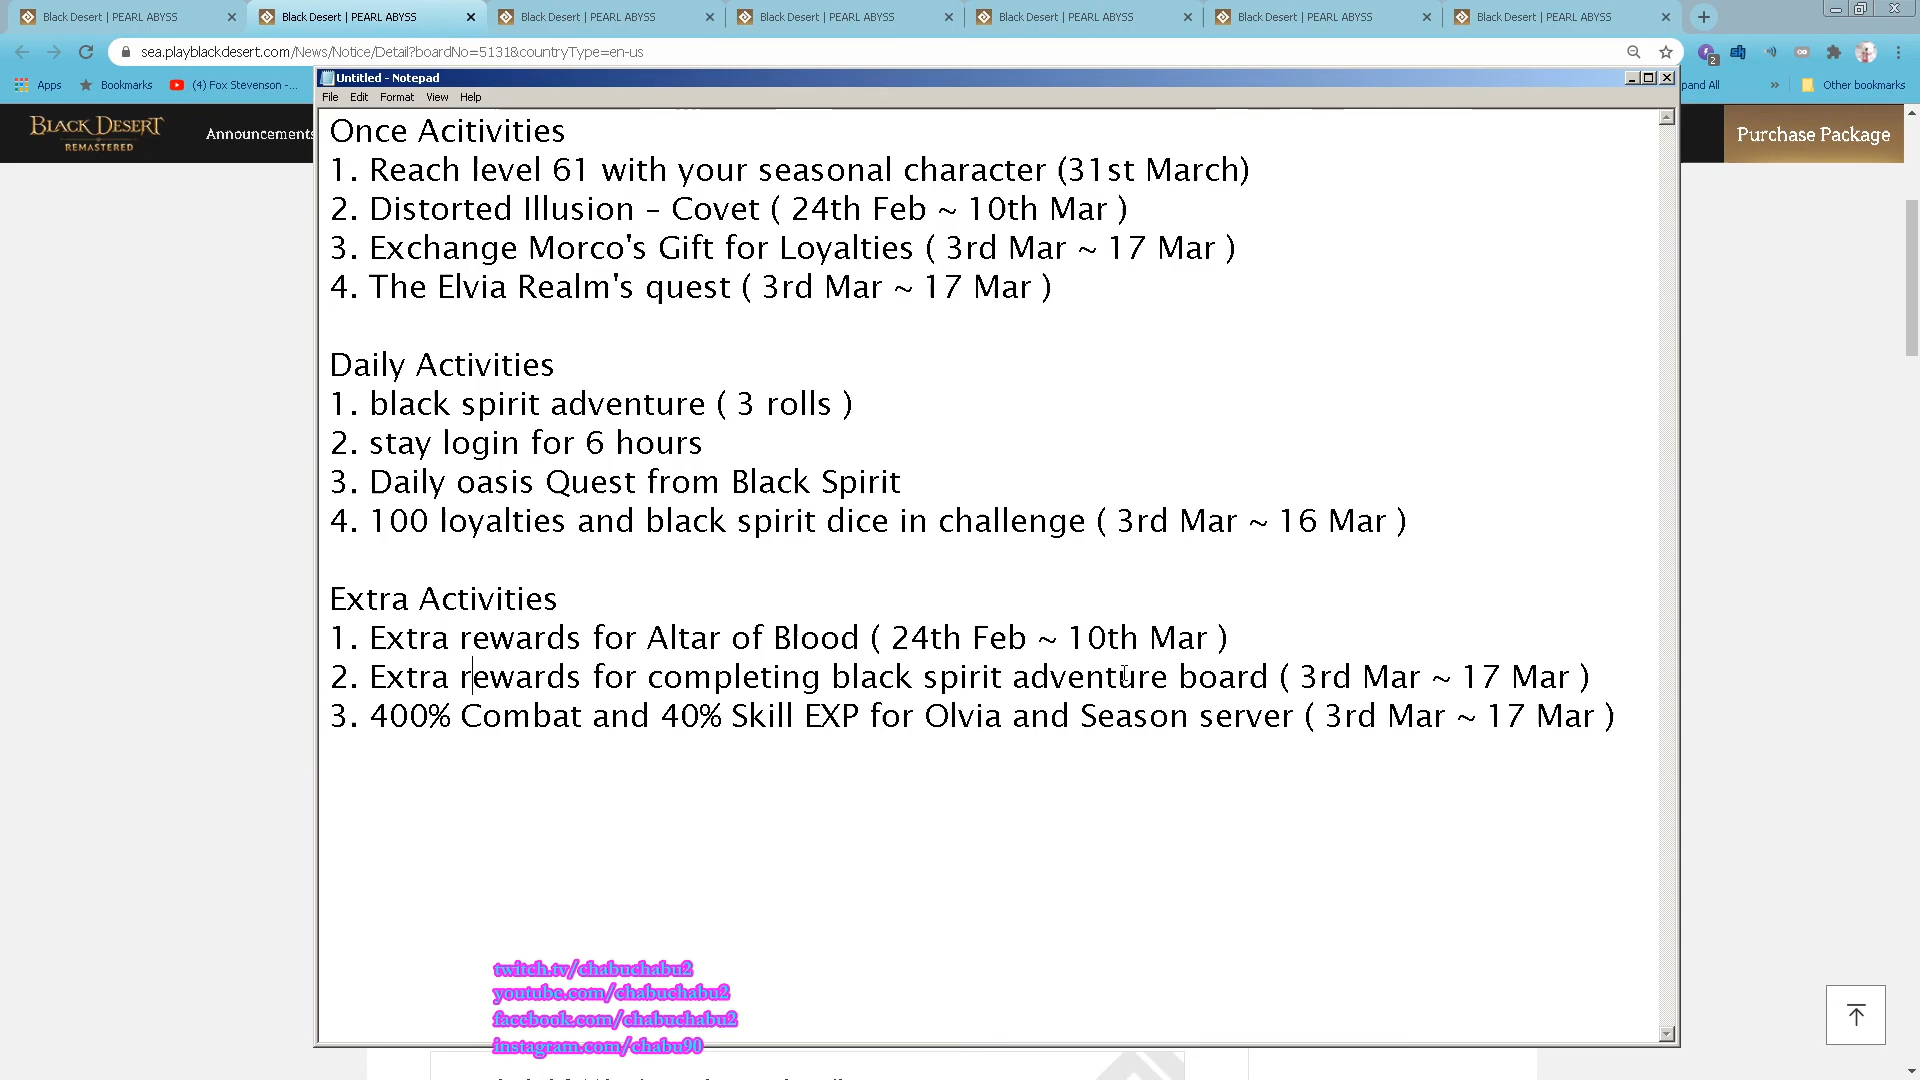 Black Desert | PEARL ABYSS
Black Desert | PEARL ABYSS
Black Desert | PEARL ABYSS
Black Desert | PEARL ABYSS
Black Desert | PEARL ABYSS
Black Desert | PEARL ABYSS
Black Desert | PEARL ABYSS
sea.playblackdesert.com/News/Notice/Detail?boardNo=5131&countryType=en-us
2
Apps
Bookmarks
(4) Fox Stevenson -...
pand All
»
Other bookmarks
Untitled - Notepad
File Edit Format View Help
BLACK DESERT
REMASTERED
Announcements
Purchase Package
Once Acitivities
1. Reach level 61 with your seasonal character (31st March)
2. Distorted Illusion – Covet ( 24th Feb ~ 10th Mar )
3. Exchange Morco's Gift for Loyalties ( 3rd Mar ~ 17 Mar )
4. The Elvia Realm's quest ( 3rd Mar ~ 17 Mar )
Daily Activities
1. black spirit adventure ( 3 rolls )
2. stay login for 6 hours
3. Daily oasis Quest from Black Spirit
4. 100 loyalties and black spirit dice in challenge ( 3rd Mar ~ 16 Mar )
Extra Activities
1. Extra rewards for Altar of Blood ( 24th Feb ~ 10th Mar )
2. Extra rewards for completing black spirit adventure board ( 3rd Mar ~ 17 Mar )
3. 400% Combat and 40% Skill EXP for Olvia and Season server ( 3rd Mar ~ 17 Mar )
twitch.tv/chabuchabu2
youtube.com/chabuchabu2
facebook.com/chabuchabu2
instagram.com/chabu90